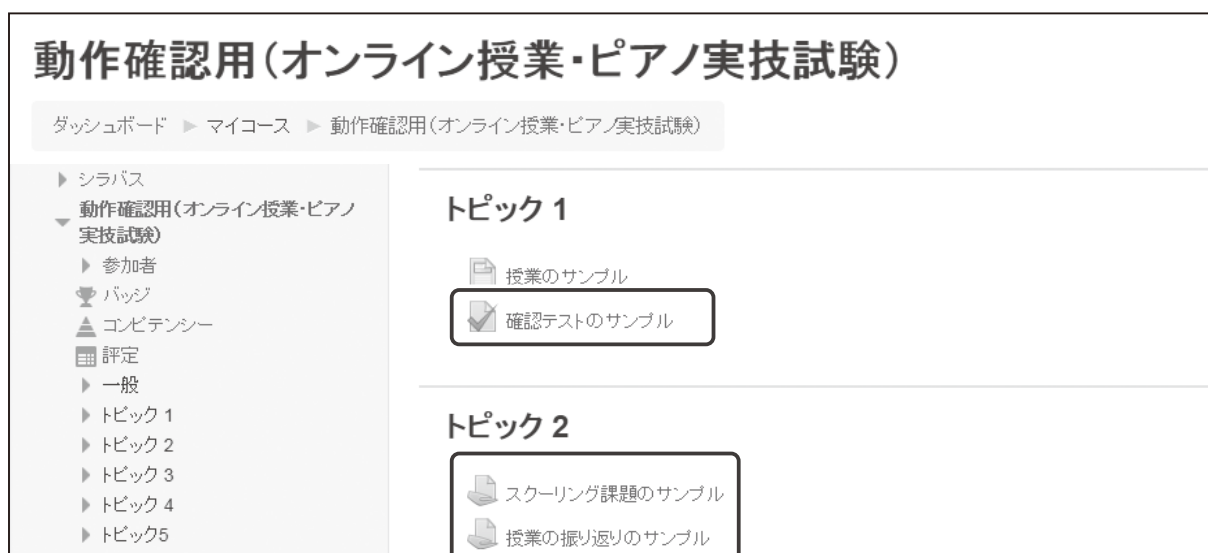 動作確認用(オンライン授業・ピアノ実技試験)
ダッシュボード ▶ マイコース ▶ 動作確認用(オンライン授業・ピアノ実技試験)
シラバス
動作確認用(オンライン授業・ピアノ
実技試験)
参加者
バッジ
コンピテンシー
評定
一般
トピック 1
トピック 2
トピック 3
トピック 4
トピック5
トピック 1
授業のサンプル
確認テストのサンプル
トピック 2
スクーリング課題のサンプル
授業の振り返りのサンプル